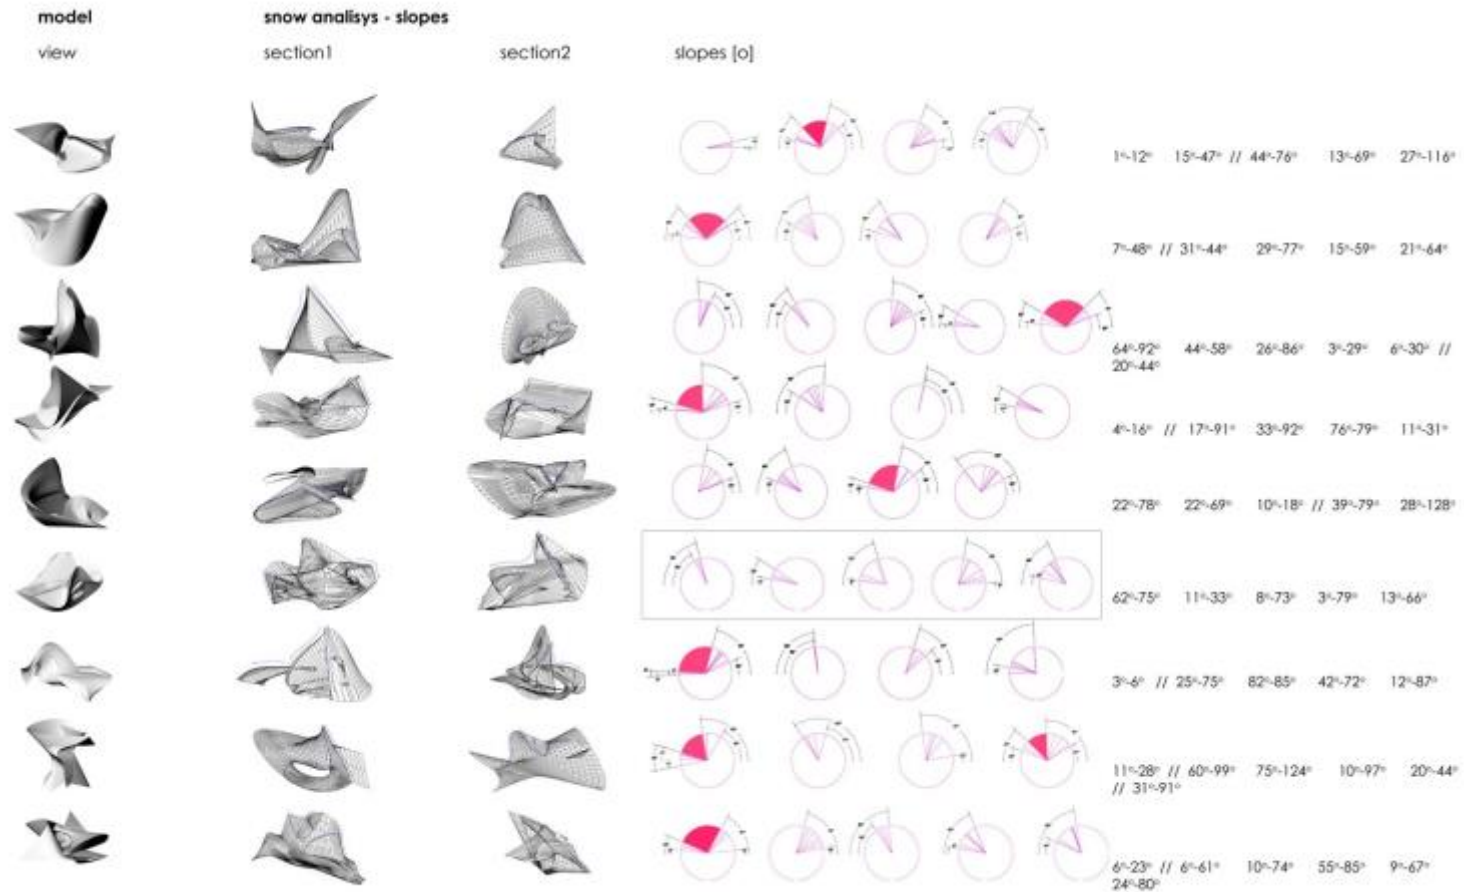 model
snow analisys - slopes
view
section1
section2
slopes [o]
1º-12º 15º-47º // 44º-76º 13º-69º 27º-116º
7º-48º // 31º-44º 29º-77º 15º-59º 21º-64º
64º-92º 44º-58º 26º-86º 3º-29º 6º-30º //
20º-44º
4º-16º // 17º-91º 33º-92º 76º-79º 11º-31º
22º-78º 22º-69º 10º-18º // 39º-79º 28º-128º
62º-75º 11º-33º 8º-73º 3º-79º 13º-66º
3º-6º // 25º-75º 82º-85º 42º-72º 12º-87º
11º-28º // 60º-99º 75º-124º 10º-97º 20º-44º
// 31º-91º
6º-23º // 6º-61º 10º-74º 55º-85º 9º-67º
24º-80º